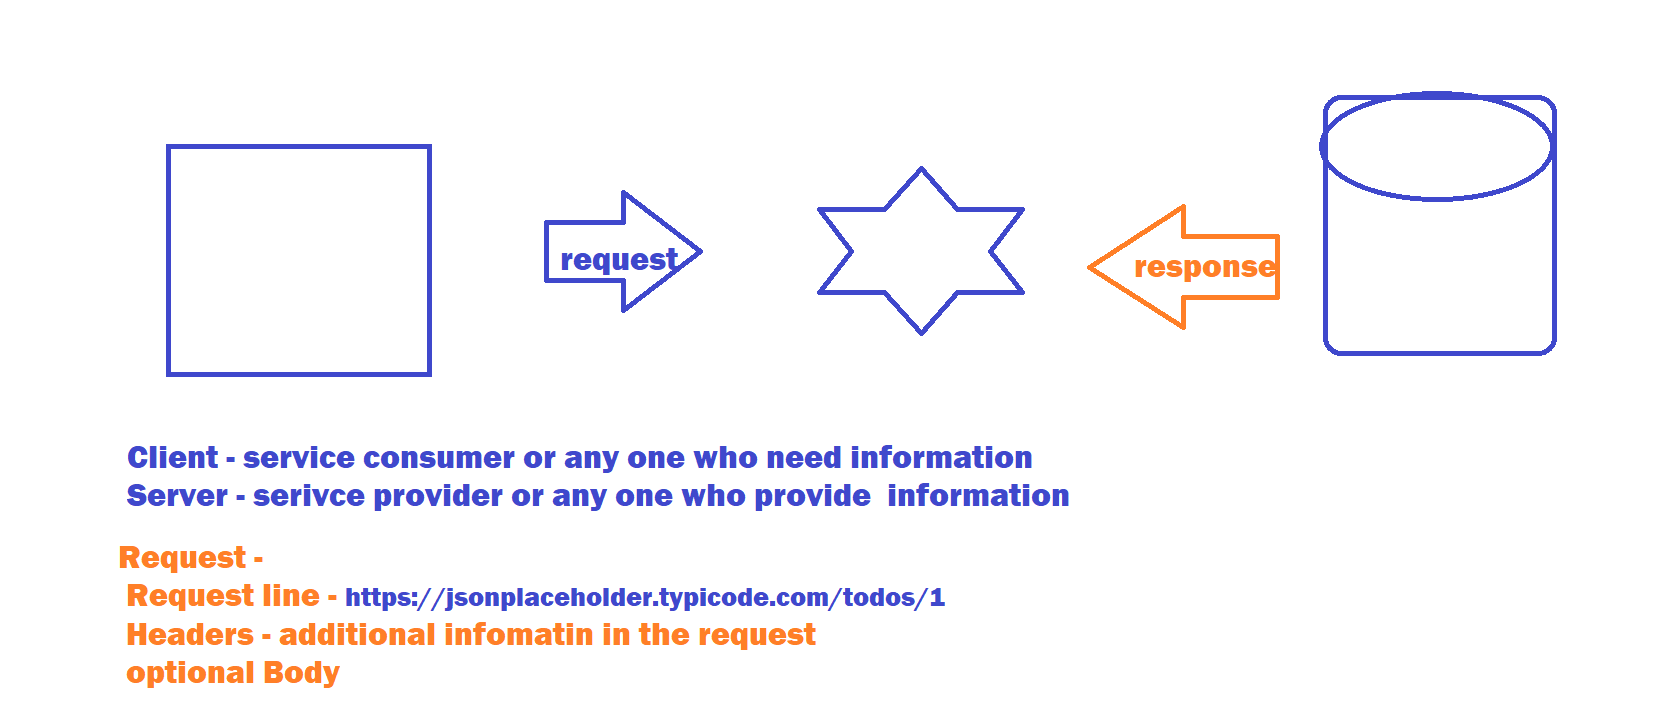 request
response
Client - service consumer or any one who need information
Server - serivce provider or any one who provide  information
Request -
Request line - https://jsonplaceholder.typicode.com/todos/1
Headers - additional infomatin in the request
optional Body